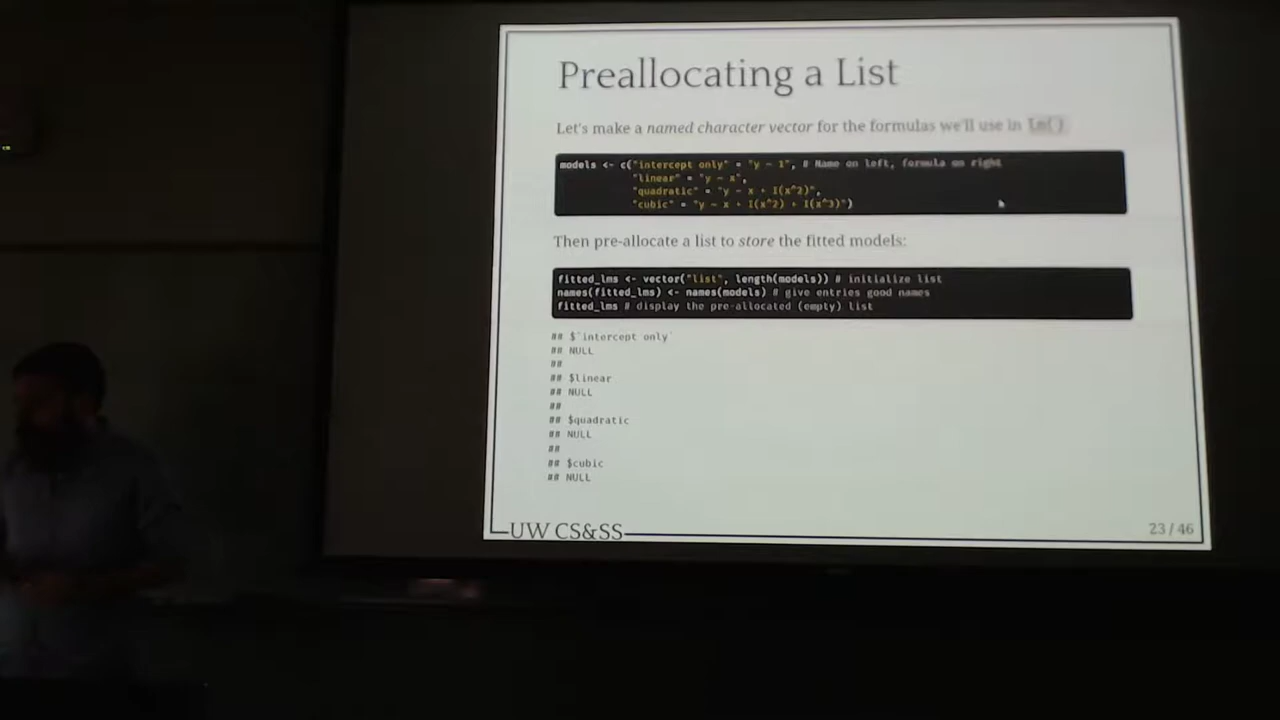 Preallocating a List
Let's make a named character vector for the formulas we'll use in lm()
models <- c("intercept only" = "y ~ 1", # Name on left, formula on right
"linear" = "y ~ x",
"quadratic" = "y ~ x + I(x^2)",
"cubic" = "y ~ x + I(x^2) + I(x^3)")
Then pre-allocate a list to store the fitted models:
fitted_lms <- vector("list", length(models)) # initialize list
names(fitted_lms) <- names(models) # give entries good names
fitted_lms # display the pre-allocated (empty) list
## $`intercept only`
## NULL
##
## $linear
## NULL
##
## $quadratic
## NULL
##
## $cubic
## NULL
UW CS&SS
23 / 46